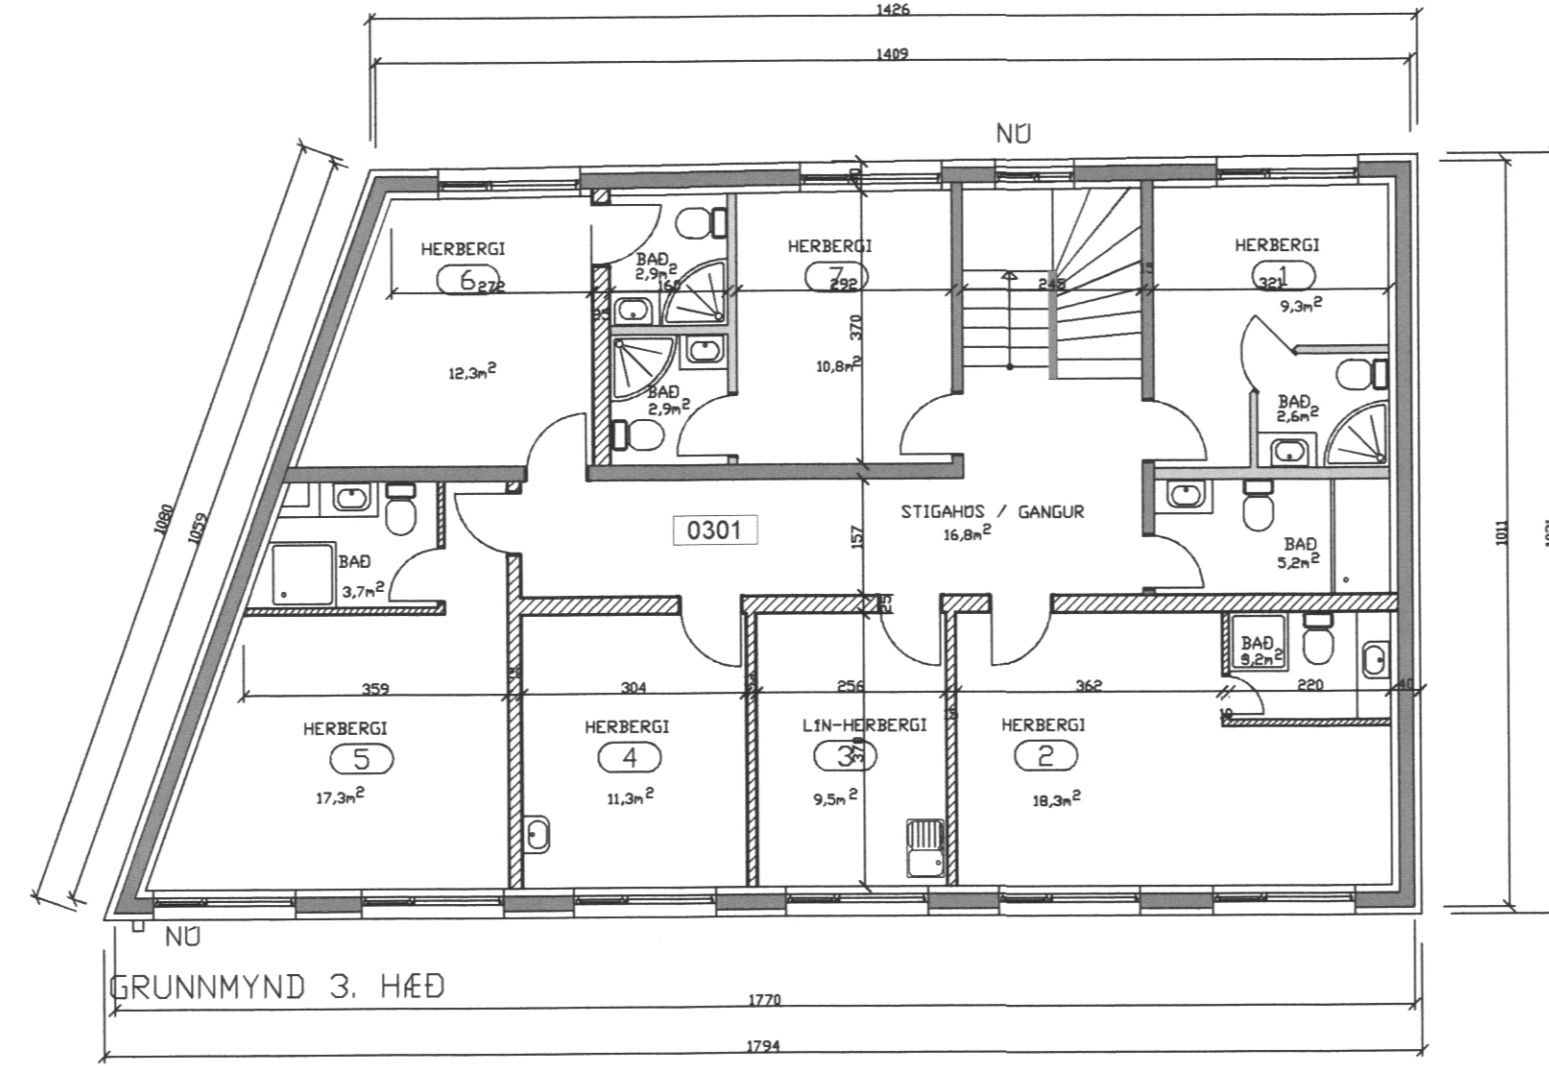 1426
1409
NÚ
HERBERGI
6
272
12,3m²
BAÐ
2,9m²
160
BAÐ
2,9m²
HERBERGI
7
292
370
10,8m²
248
HERBERGI
1
321
9,3m²
BAÐ
2,6m²
1080
1059
1011
BAÐ
3,7m²
0301
157
STIGAHÚS / GANGUR
16,8m²
BAÐ
5,2m²
25
BAÐ
359
304
256
362
220
40
HERBERGI
5
17,3m²
HERBERGI
4
11,3m²
LÍN-HERBERGI
3
370
9,5m²
HERBERGI
2
18,3m²
NÚ
GRUNNMYND 3. HÆÐ
1770
1794